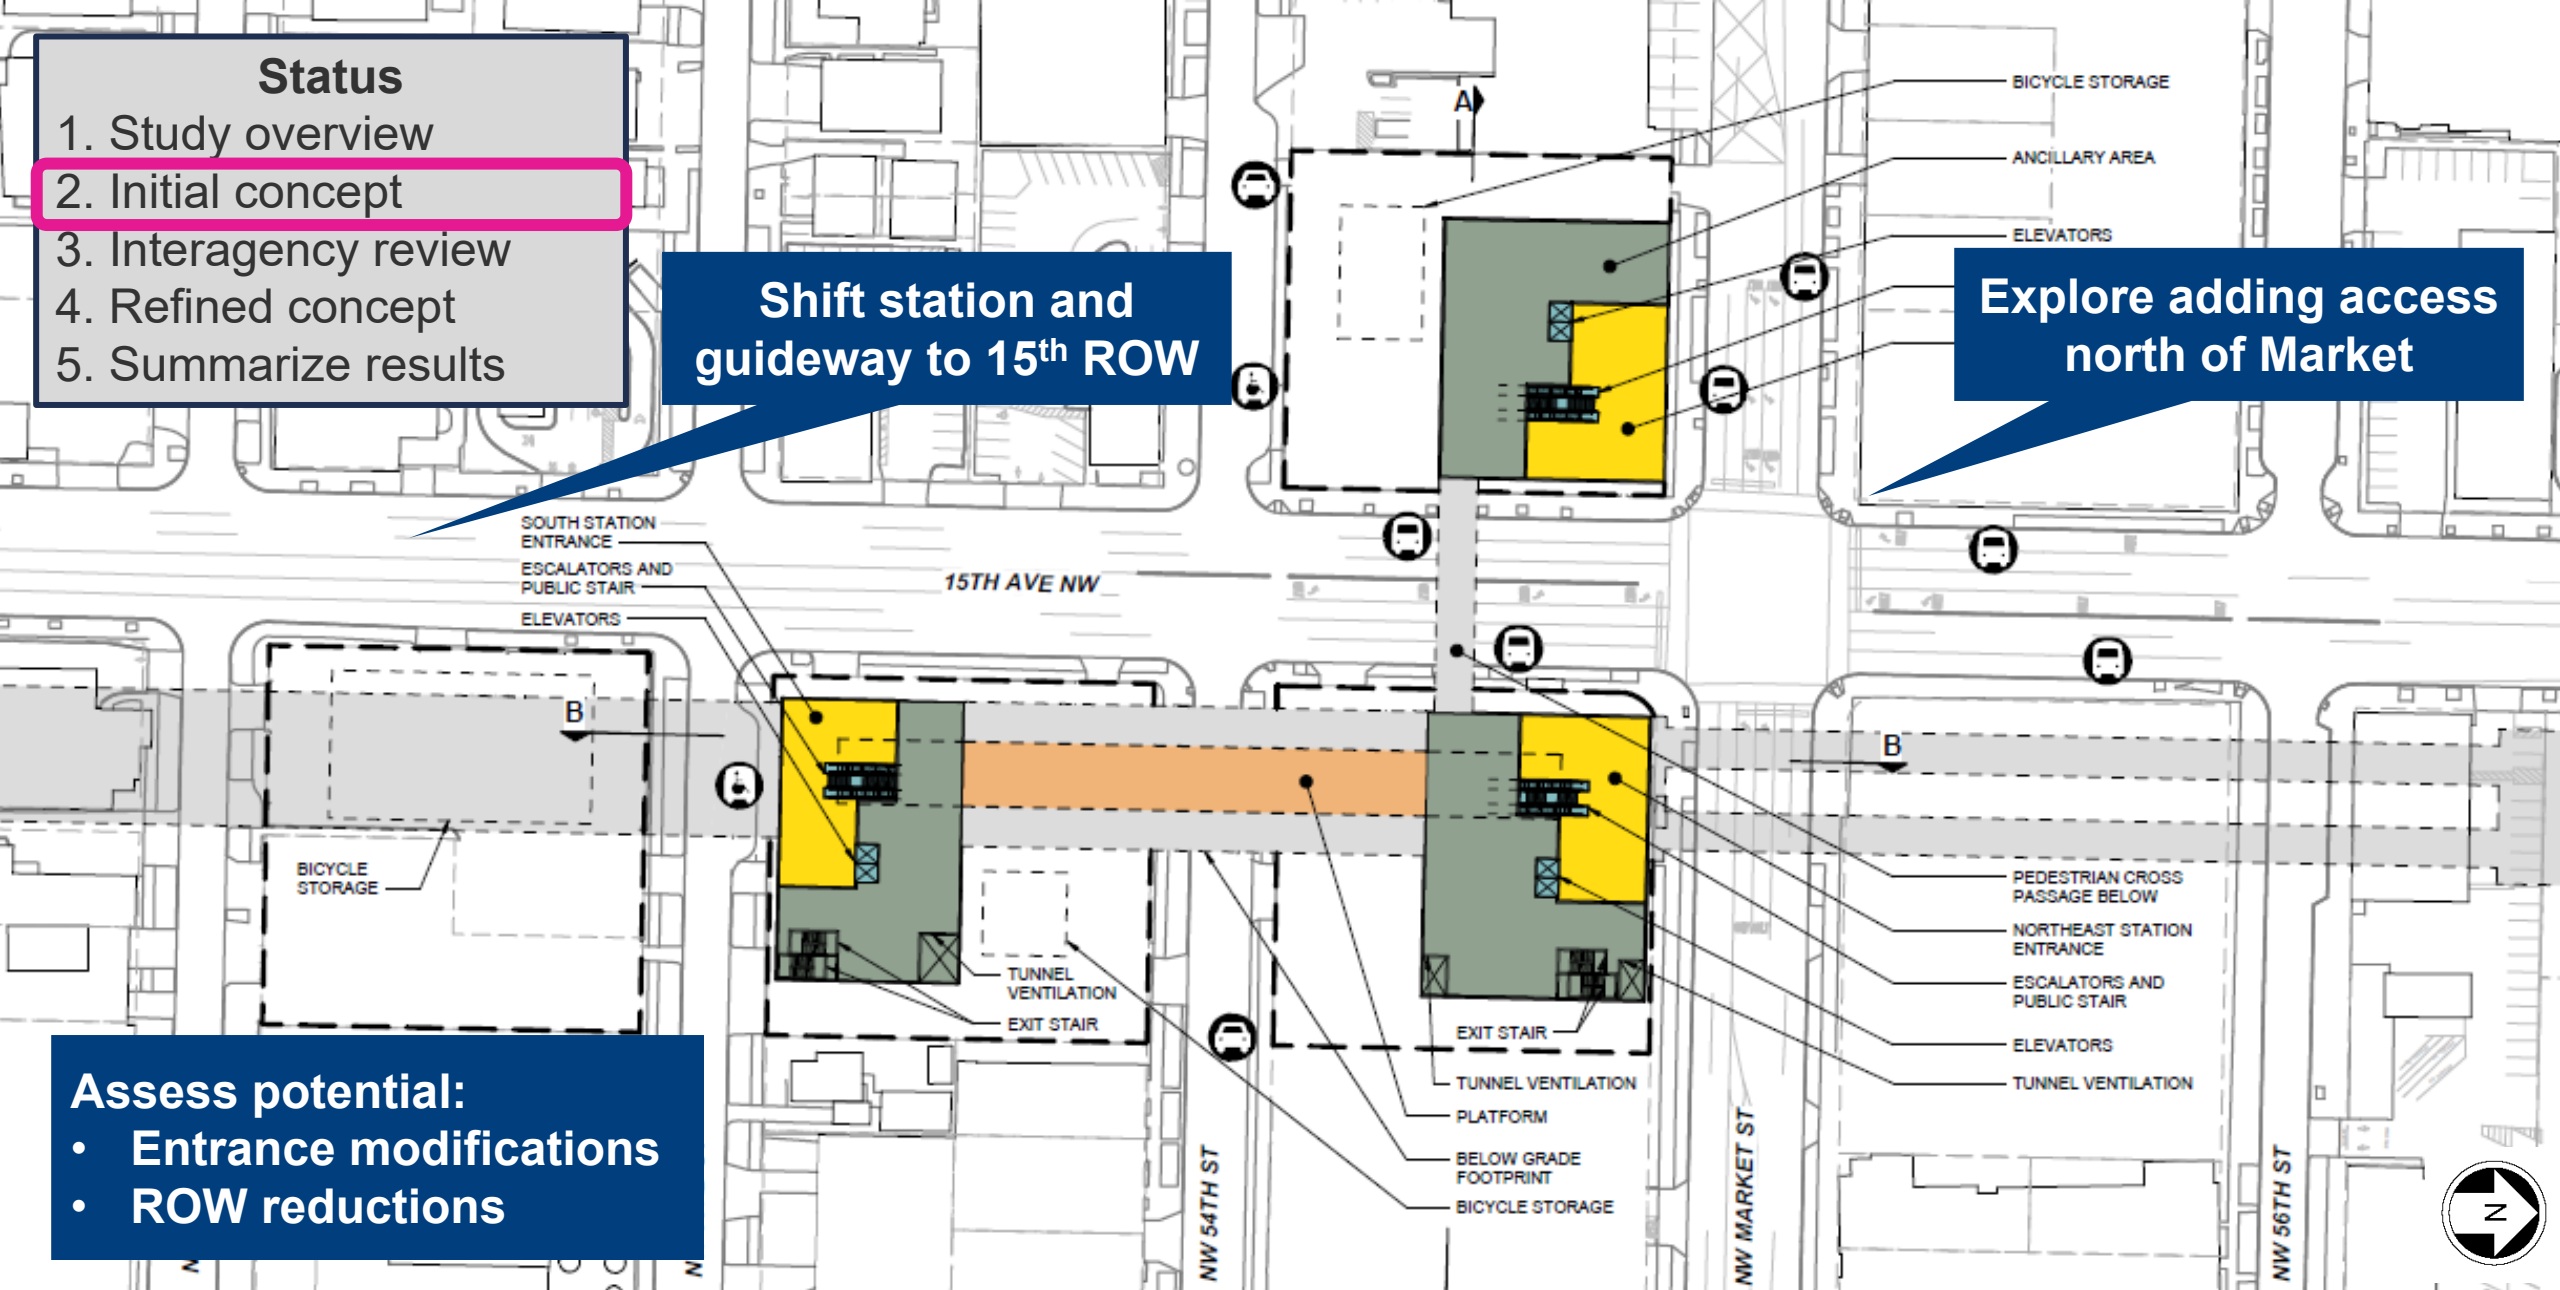 Status
1. Study overview
2. Initial concept
3. Interagency review
4. Refined concept
5. Summarize results
Shift station and
guideway to 15th ROW
Explore adding access
north of Market
A
BICYCLE STORAGE
ANCILLARY AREA
ELEVATORS
SOUTH STATION
ENTRANCE
ESCALATORS AND
PUBLIC STAIR
ELEVATORS
15TH AVE NW
B
B
BICYCLE
STORAGE
TUNNEL
VENTILATION
EXIT STAIR
EXIT STAIR
TUNNEL VENTILATION
PLATFORM
BELOW GRADE
FOOTPRINT
BICYCLE STORAGE
PEDESTRIAN CROSS
PASSAGE BELOW
NORTHEAST STATION
ENTRANCE
ESCALATORS AND
PUBLIC STAIR
ELEVATORS
TUNNEL VENTILATION
Assess potential:
• Entrance modifications
• ROW reductions
N
N
NW 54TH ST
NW MARKET ST
NW 56TH ST
N